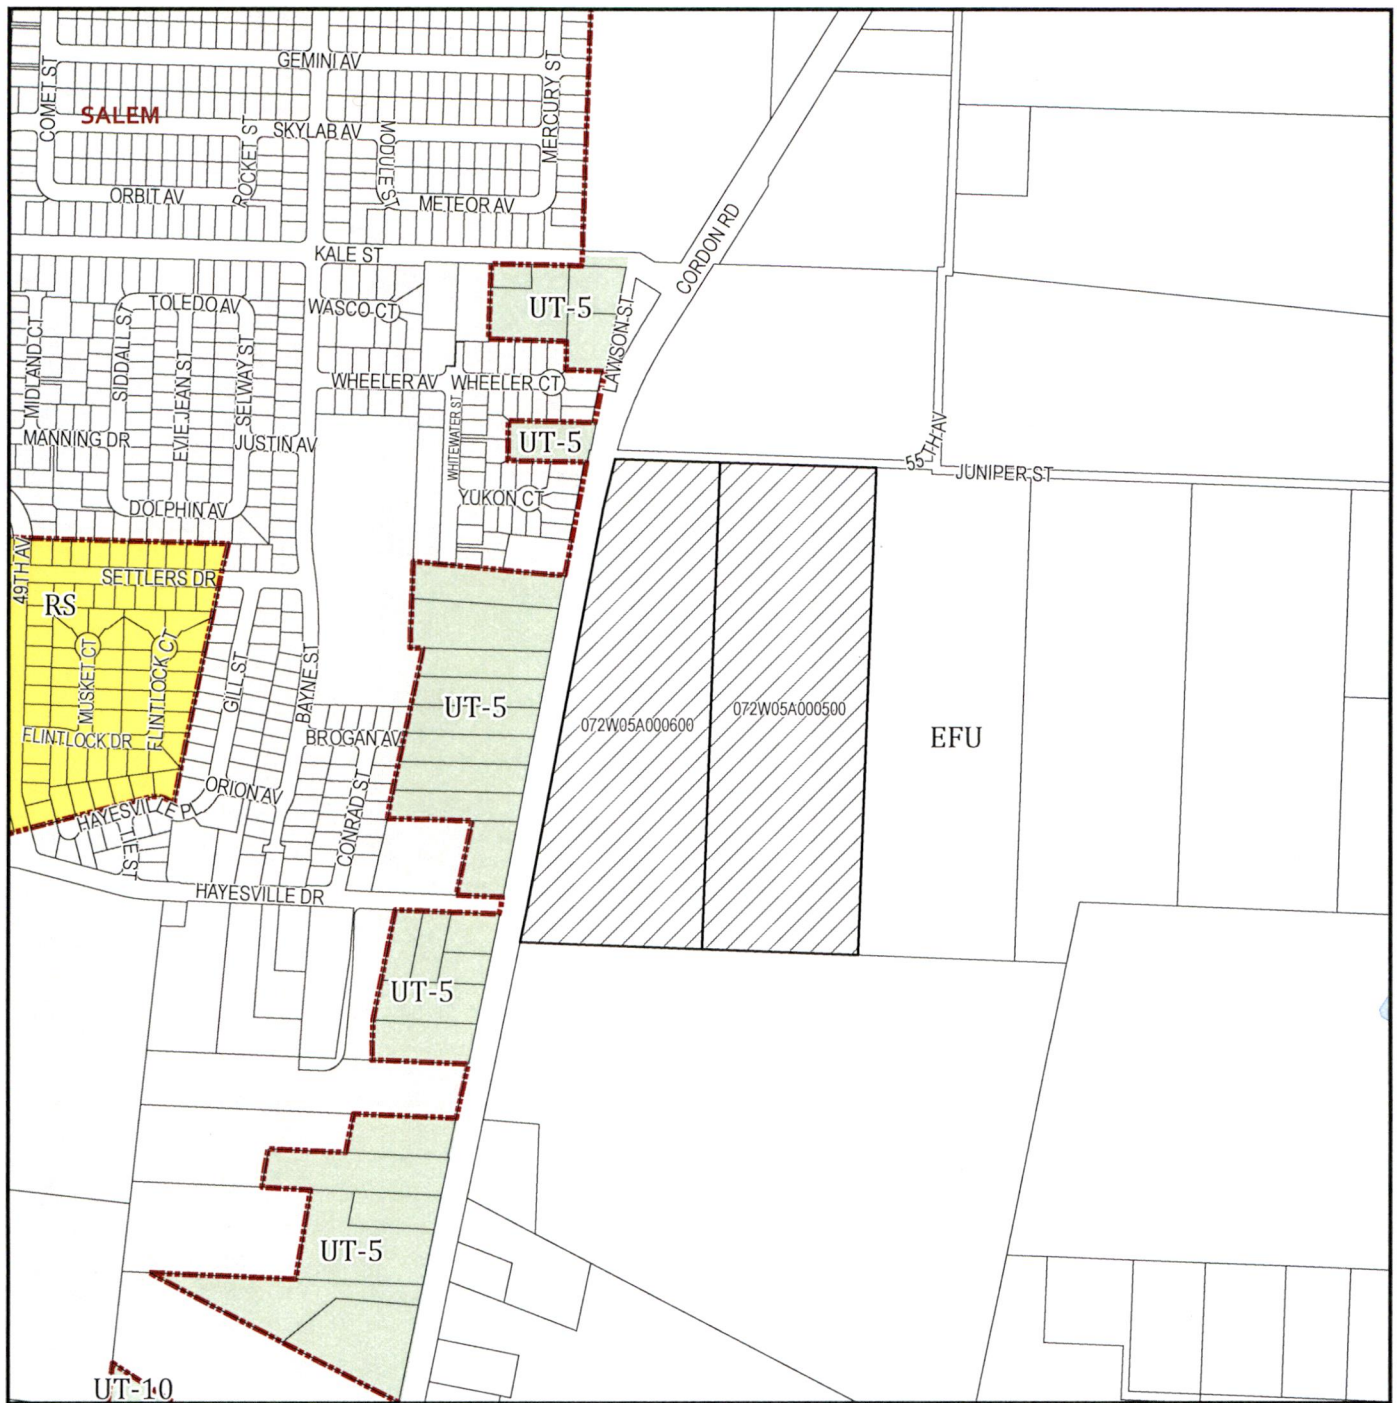 GEMINI AV
COMET ST
MERCURY ST
SALEM
ROCKET ST
SKYLAB AV
MODULE ST
ORBIT AV
METEOR AV
KALE ST
CORDON RD
TOLEDO AV
WASCO CT
UT-5
LAWSON ST
MIDLAND CT
SIDDALL ST
EVIE JEAN ST
SELWAY ST
WHEELER AV
WHEELER CT
WHITEWATER ST
MANNING DR
JUSTIN AV
UT-5
55TH AV
JUNIPER ST
YUKON CT
DOLPHIN AV
49TH AV
SETTLERS DR
RS
MUSKET CT
FLINTLOCK CT
GILL ST
BAYNE ST
UT-5
072W05A000600
072W05A000500
EFU
FLINTLOCK DR
BROGAN AV
ORION AV
CONRAD ST
HAYESVILLE PL
TILE ST
HAYESVILLE DR
UT-5
UT-5
UT-10